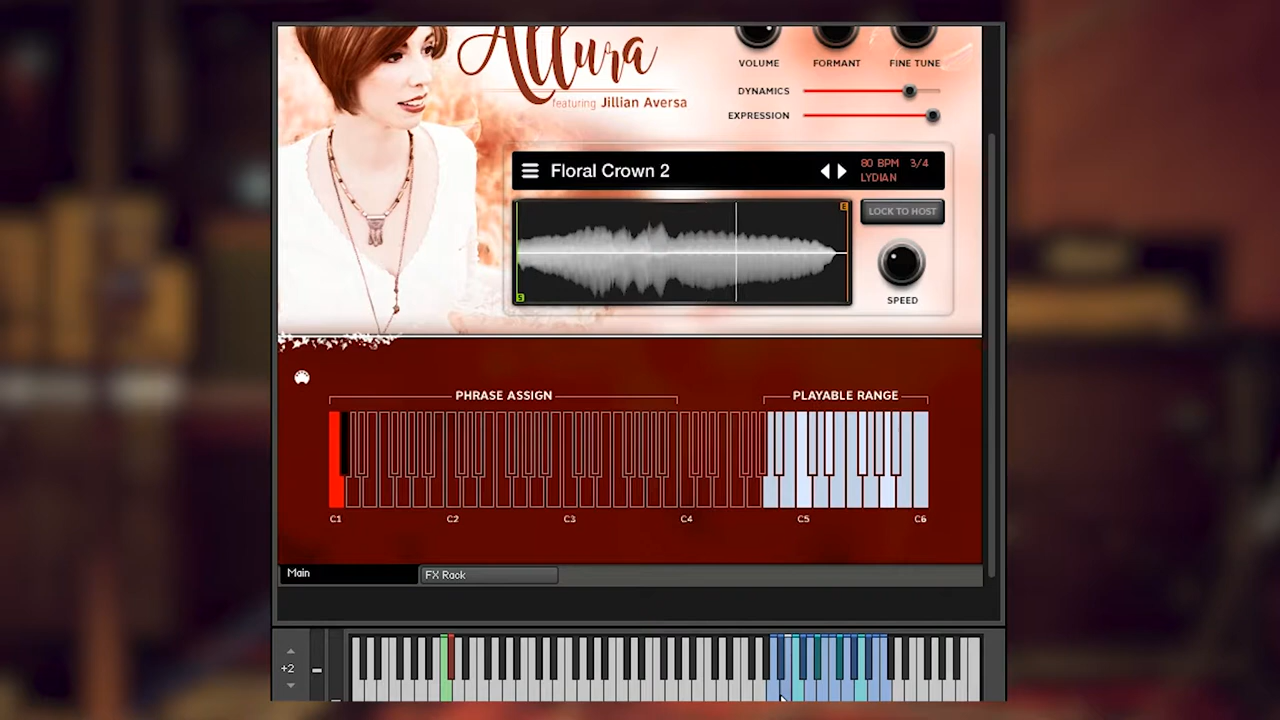 Allura
featuring Jillian Aversa
VOLUME
FORMANT
FINE TUNE
DYNAMICS
EXPRESSION
Floral Crown 2
80 BPM 3/4
LYDIAN
LOCK TO HOST
E
S
SPEED
PHRASE ASSIGN
PLAYABLE RANGE
C1
C2
C3
C4
C5
C6
Main
FX Rack
+2